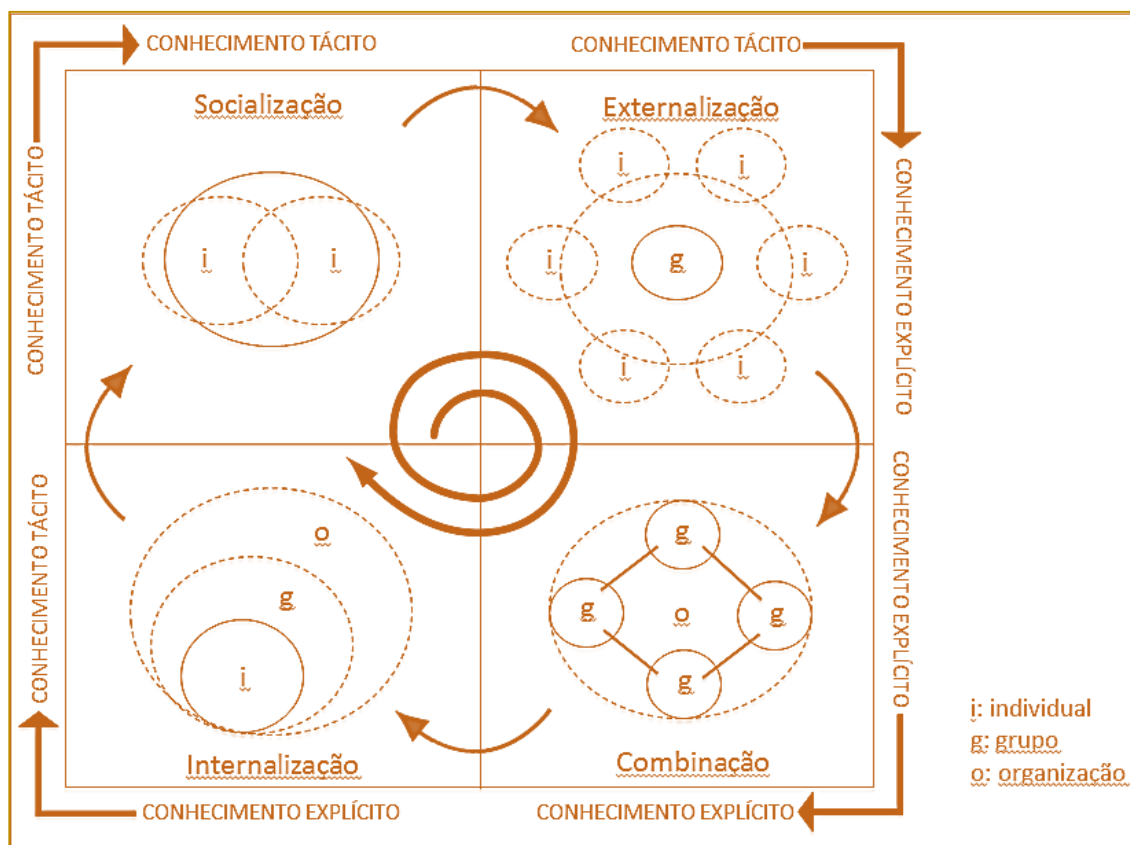 CONHECIMENTO TÁCITO
CONHECIMENTO TÁCITO
CONHECIMENTO TÁCITO
Socialização
i
i
Externalização
i
i
i
g
i
i
i
CONHECIMENTO EXPLÍCITO
CONHECIMENTO TÁCITO
o
g
i
Internalização
g
g
o
g
g
Combinação
CONHECIMENTO EXPLÍCITO
CONHECIMENTO EXPLÍCITO
CONHECIMENTO EXPLÍCITO
i: individual
g: grupo
o: organização